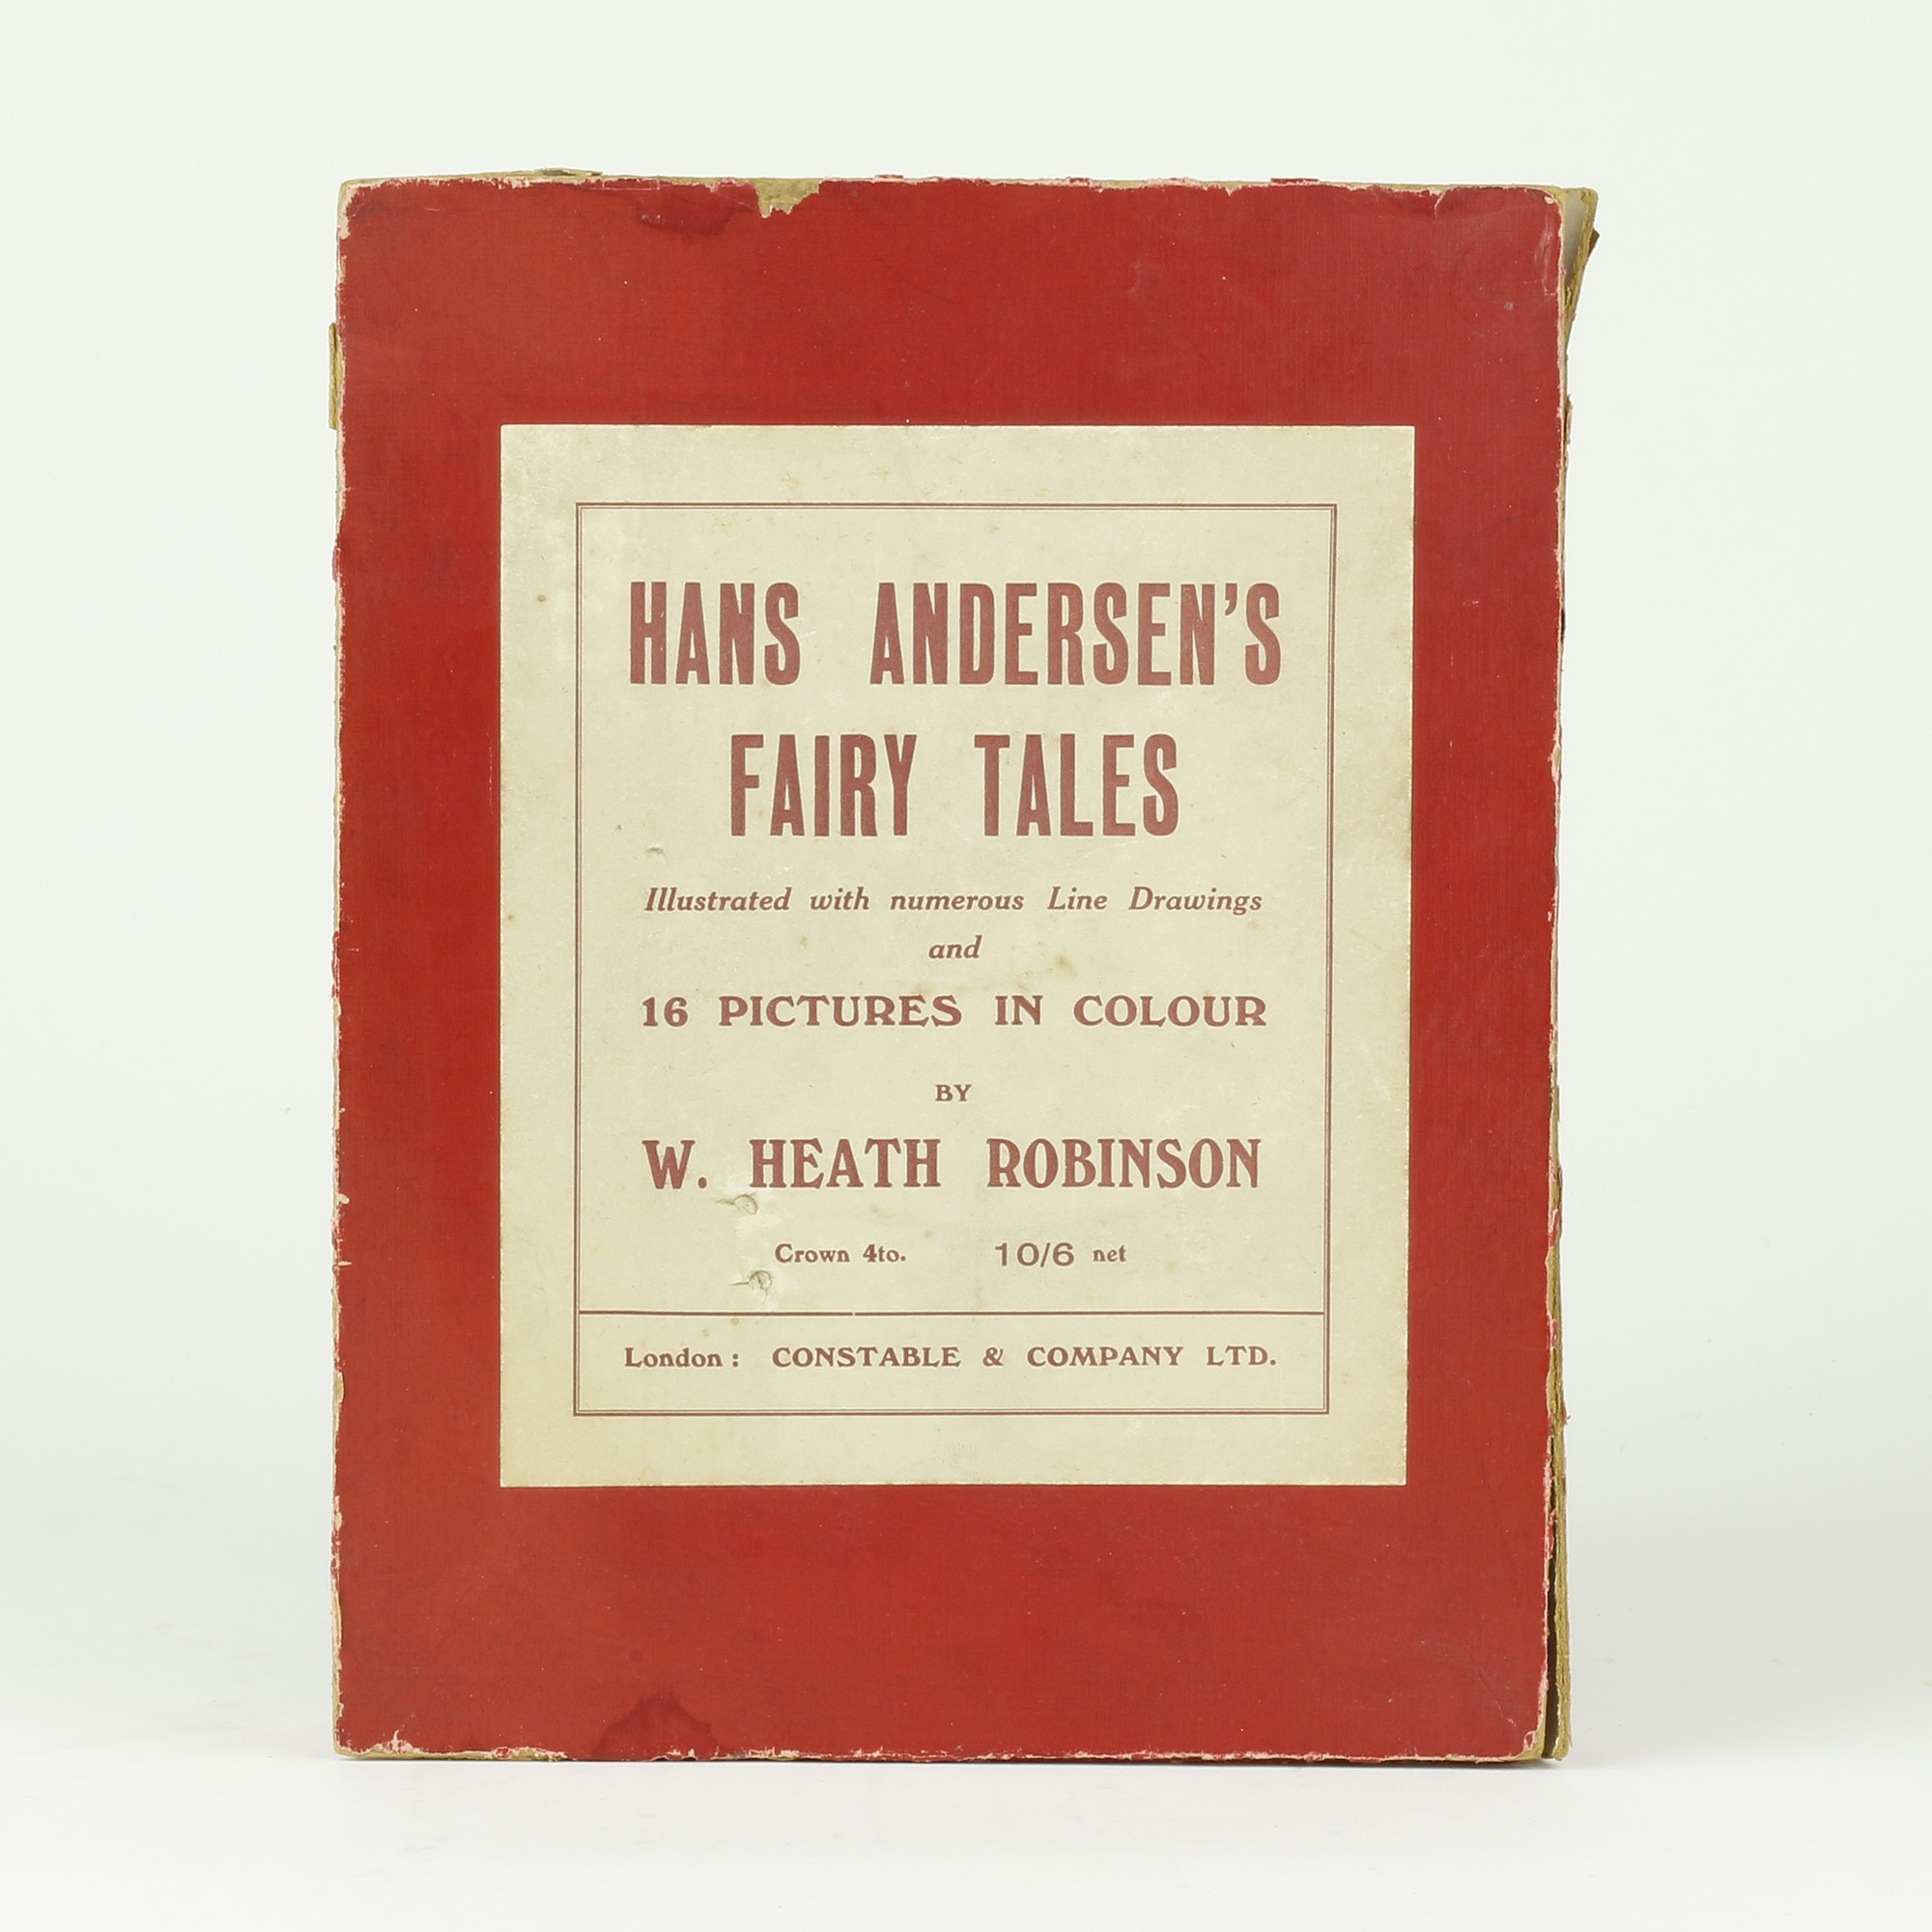 HANS ANDERSEN'S
FAIRY TALES
Illustrated with numerous Line Drawings
and
16 PICTURES IN COLOUR
BY
W. HEATH ROBINSON
Crown 4to. 10/6 net
London: CONSTABLE & COMPANY LTD.